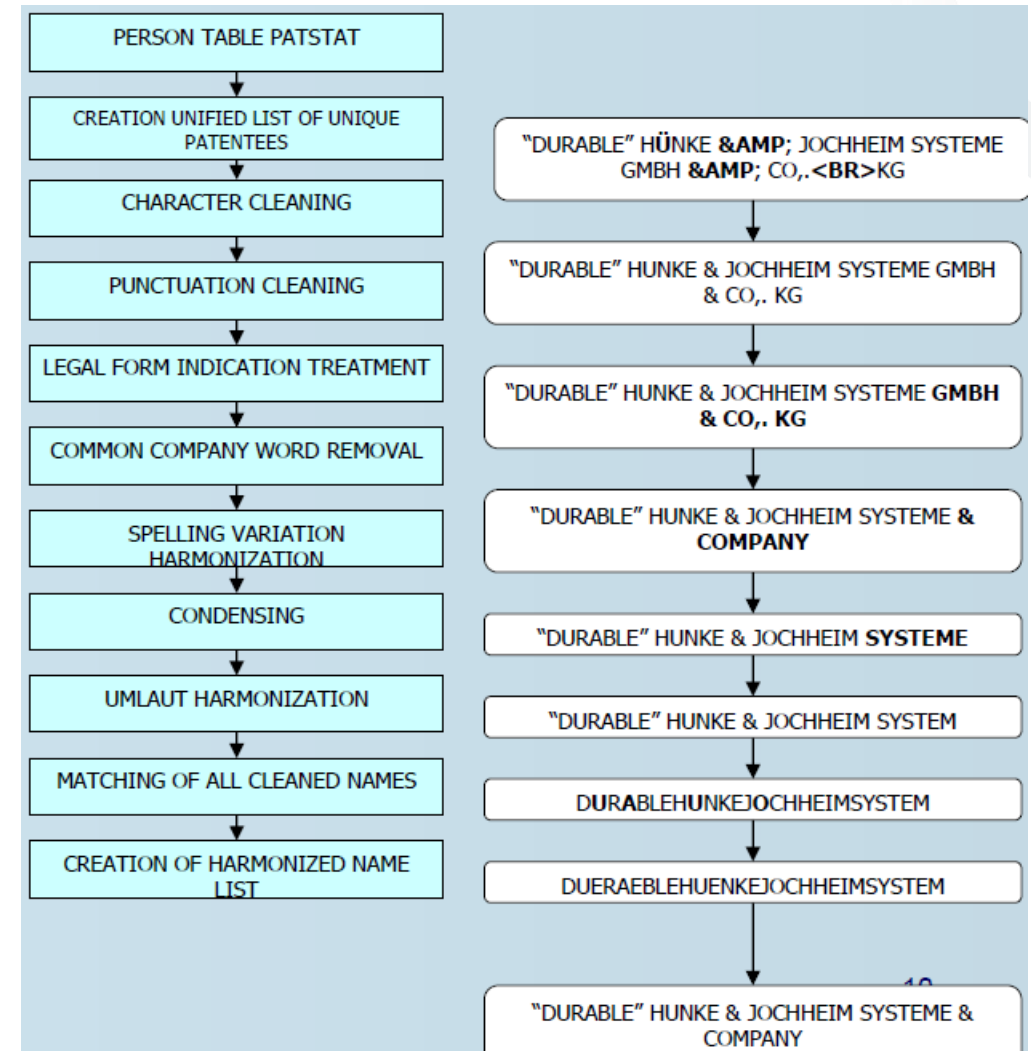 PERSON TABLE PATSTAT
CREATION UNIFIED LIST OF UNIQUE
PATENTEES
CHARACTER CLEANING
PUNCTUATION CLEANING
LEGAL FORM INDICATION TREATMENT
COMMON COMPANY WORD REMOVAL
SPELLING VARIATION
HARMONIZATION
CONDENSING
UMLAUT HARMONIZATION
MATCHING OF ALL CLEANED NAMES
CREATION OF HARMONIZED NAME
LIST
“DURABLE” HÜNKE &AMP; JOCHHEIM SYSTEME
GMBH &AMP; CO,.<BR>KG
“DURABLE” HUNKE & JOCHHEIM SYSTEME GMBH
& CO,. KG
“DURABLE” HUNKE & JOCHHEIM SYSTEME GMBH
& CO,. KG
“DURABLE” HUNKE & JOCHHEIM SYSTEME &
COMPANY
“DURABLE” HUNKE & JOCHHEIM SYSTEME
“DURABLE” HUNKE & JOCHHEIM SYSTEM
DURABLEHUNKEJOCHHEIMSYSTEM
DUERAEBLEHUENKEJOCHHEIMSYSTEM
“DURABLE” HUNKE & JOCHHEIM SYSTEME &
COMPANY